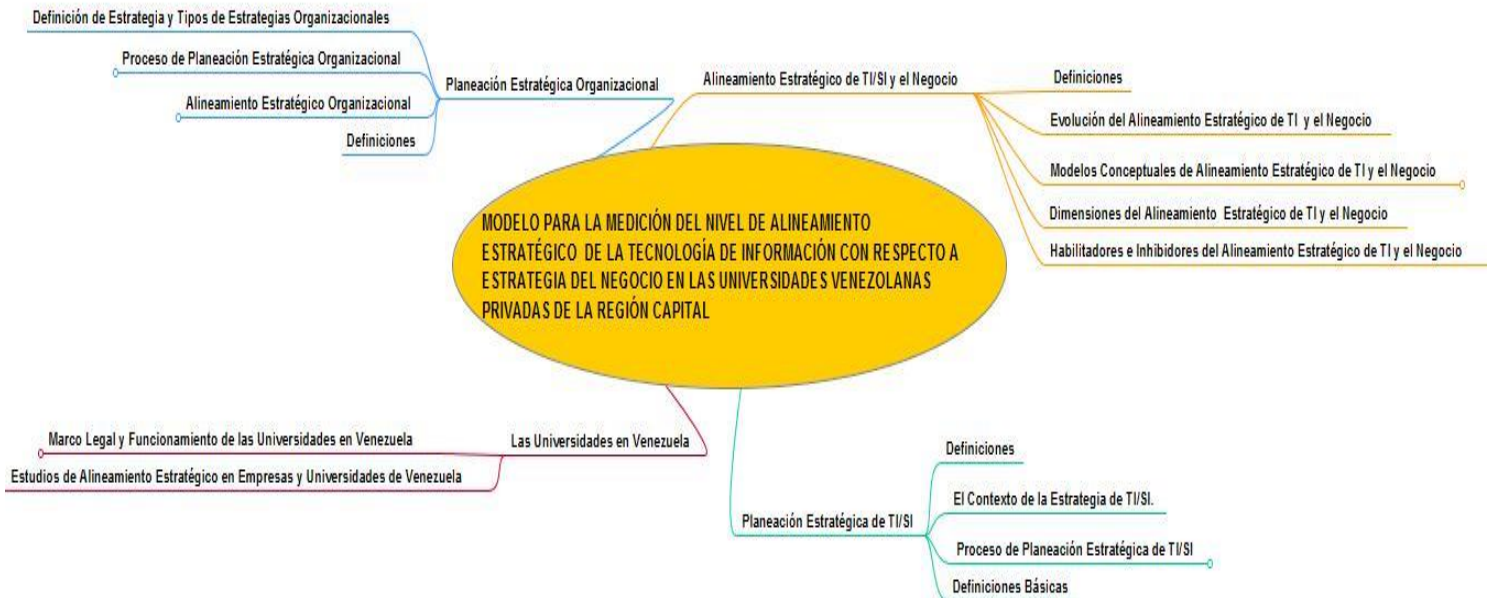 Definición de Estrategia y Tipos de Estrategias Organizacionales
Proceso de Planeación Estratégica Organizacional
Alineamiento Estratégico Organizacional
Definiciones
Planeación Estratégica Organizacional
Alineamiento Estratégico de TI/SI y el Negocio
Definiciones
Evolución del Alineamiento Estratégico de TI y el Negocio
Modelos Conceptuales de Alineamiento Estratégico de TI y el Negocio
Dimensiones del Alineamiento Estratégico de TI y el Negocio
Habilitadores e Inhibidores del Alineamiento Estratégico de TI y el Negocio
MODELO PARA LA MEDICIÓN DEL NIVEL DE ALINEAMIENTO
ESTRATÉGICO DE LA TECNOLOGÍA DE INFORMACIÓN CON RESPECTO A
ESTRATEGIA DEL NEGOCIO EN LAS UNIVERSIDADES VENEZOLANAS
PRIVADAS DE LA REGIÓN CAPITAL
Marco Legal y Funcionamiento de las Universidades en Venezuela
Estudios de Alineamiento Estratégico en Empresas y Universidades de Venezuela
Las Universidades en Venezuela
Planeación Estratégica de TI/SI
Definiciones
El Contexto de la Estrategia de TI/SI.
Proceso de Planeación Estratégica de TI/SI
Definiciones Básicas